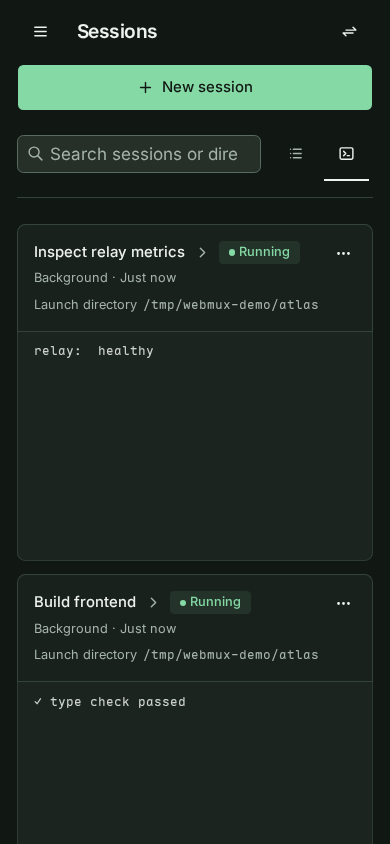 Sessions
New session
Search sessions or dire
Inspect relay metrics
Running
Background · Just now
Launch directory /tmp/webmux-demo/atlas
relay:  healthy
Build frontend
Running
Background · Just now
Launch directory /tmp/webmux-demo/atlas
✓ type check passed